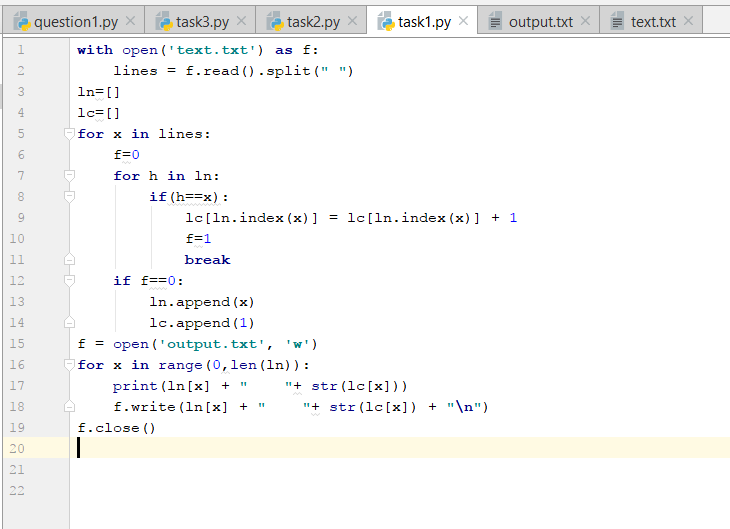 question1.py task3.py task2.py task1.py output.txt text.txt
1 with open('text.txt') as f:
2     lines = f.read().split(" ")
3 ln=[]
4 lc=[]
5 for x in lines:
6     f=0
7     for h in ln:
8         if(h==x):
9             lc[ln.index(x)] = lc[ln.index(x)] + 1
10             f=1
11             break
12     if f==0:
13         ln.append(x)
14         lc.append(1)
15 f = open('output.txt', 'w')
16 for x in range(0,len(ln)):
17     print(ln[x] + "    "+ str(lc[x]))
18     f.write(ln[x] + "    "+ str(lc[x]) + "\n")
19 f.close()
20
21
22